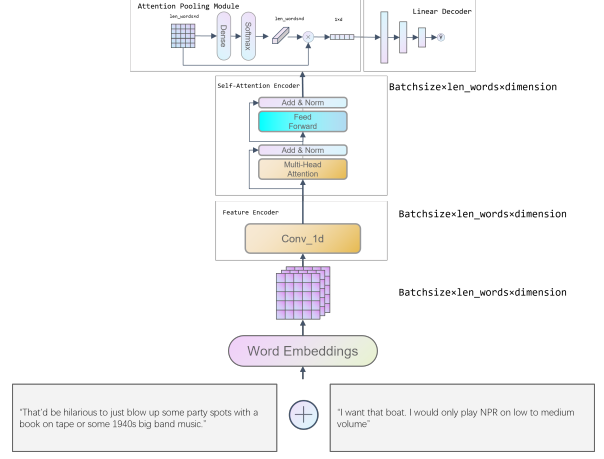 Attention Pooling Module
Linear Decoder
len_words×d
len_words×d
1×d
Dense
Softmax
×
ŷ
Self-Attention Encoder
Batchsize×len_words×dimension
Add & Norm
Feed
Forward
Add & Norm
Multi-Head
Attention
Feature Encoder
Batchsize×len_words×dimension
Conv_1d
Batchsize×len_words×dimension
Word Embeddings
"That'd be hilarious to just blow up some party spots with a
book on tape or some 1940s big band music."
"I want that boat. I would only play NPR on low to medium
volume"